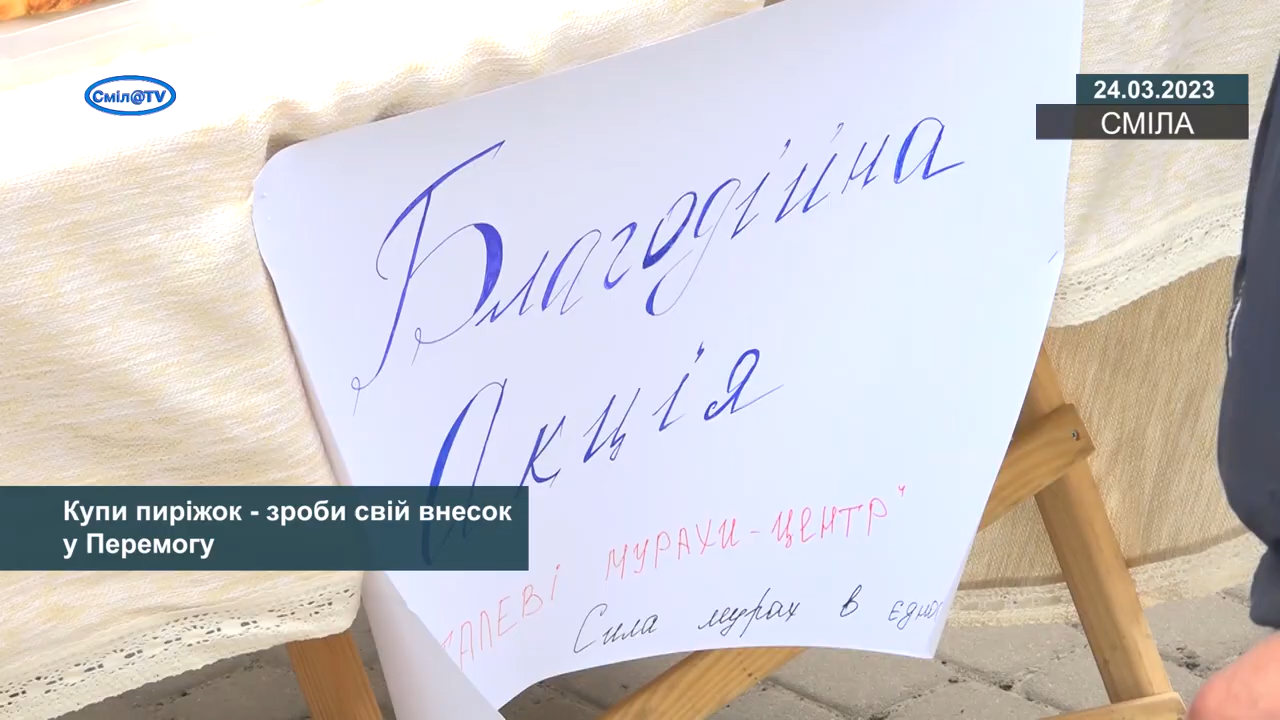 Сміл@TV
24.03.2023
СМІЛА
Благодійна
Акція
МУРАХИ-ЦЕНТР"
Сила мурах в
Купи пиріжок - зроби свій внесок
у Перемогу